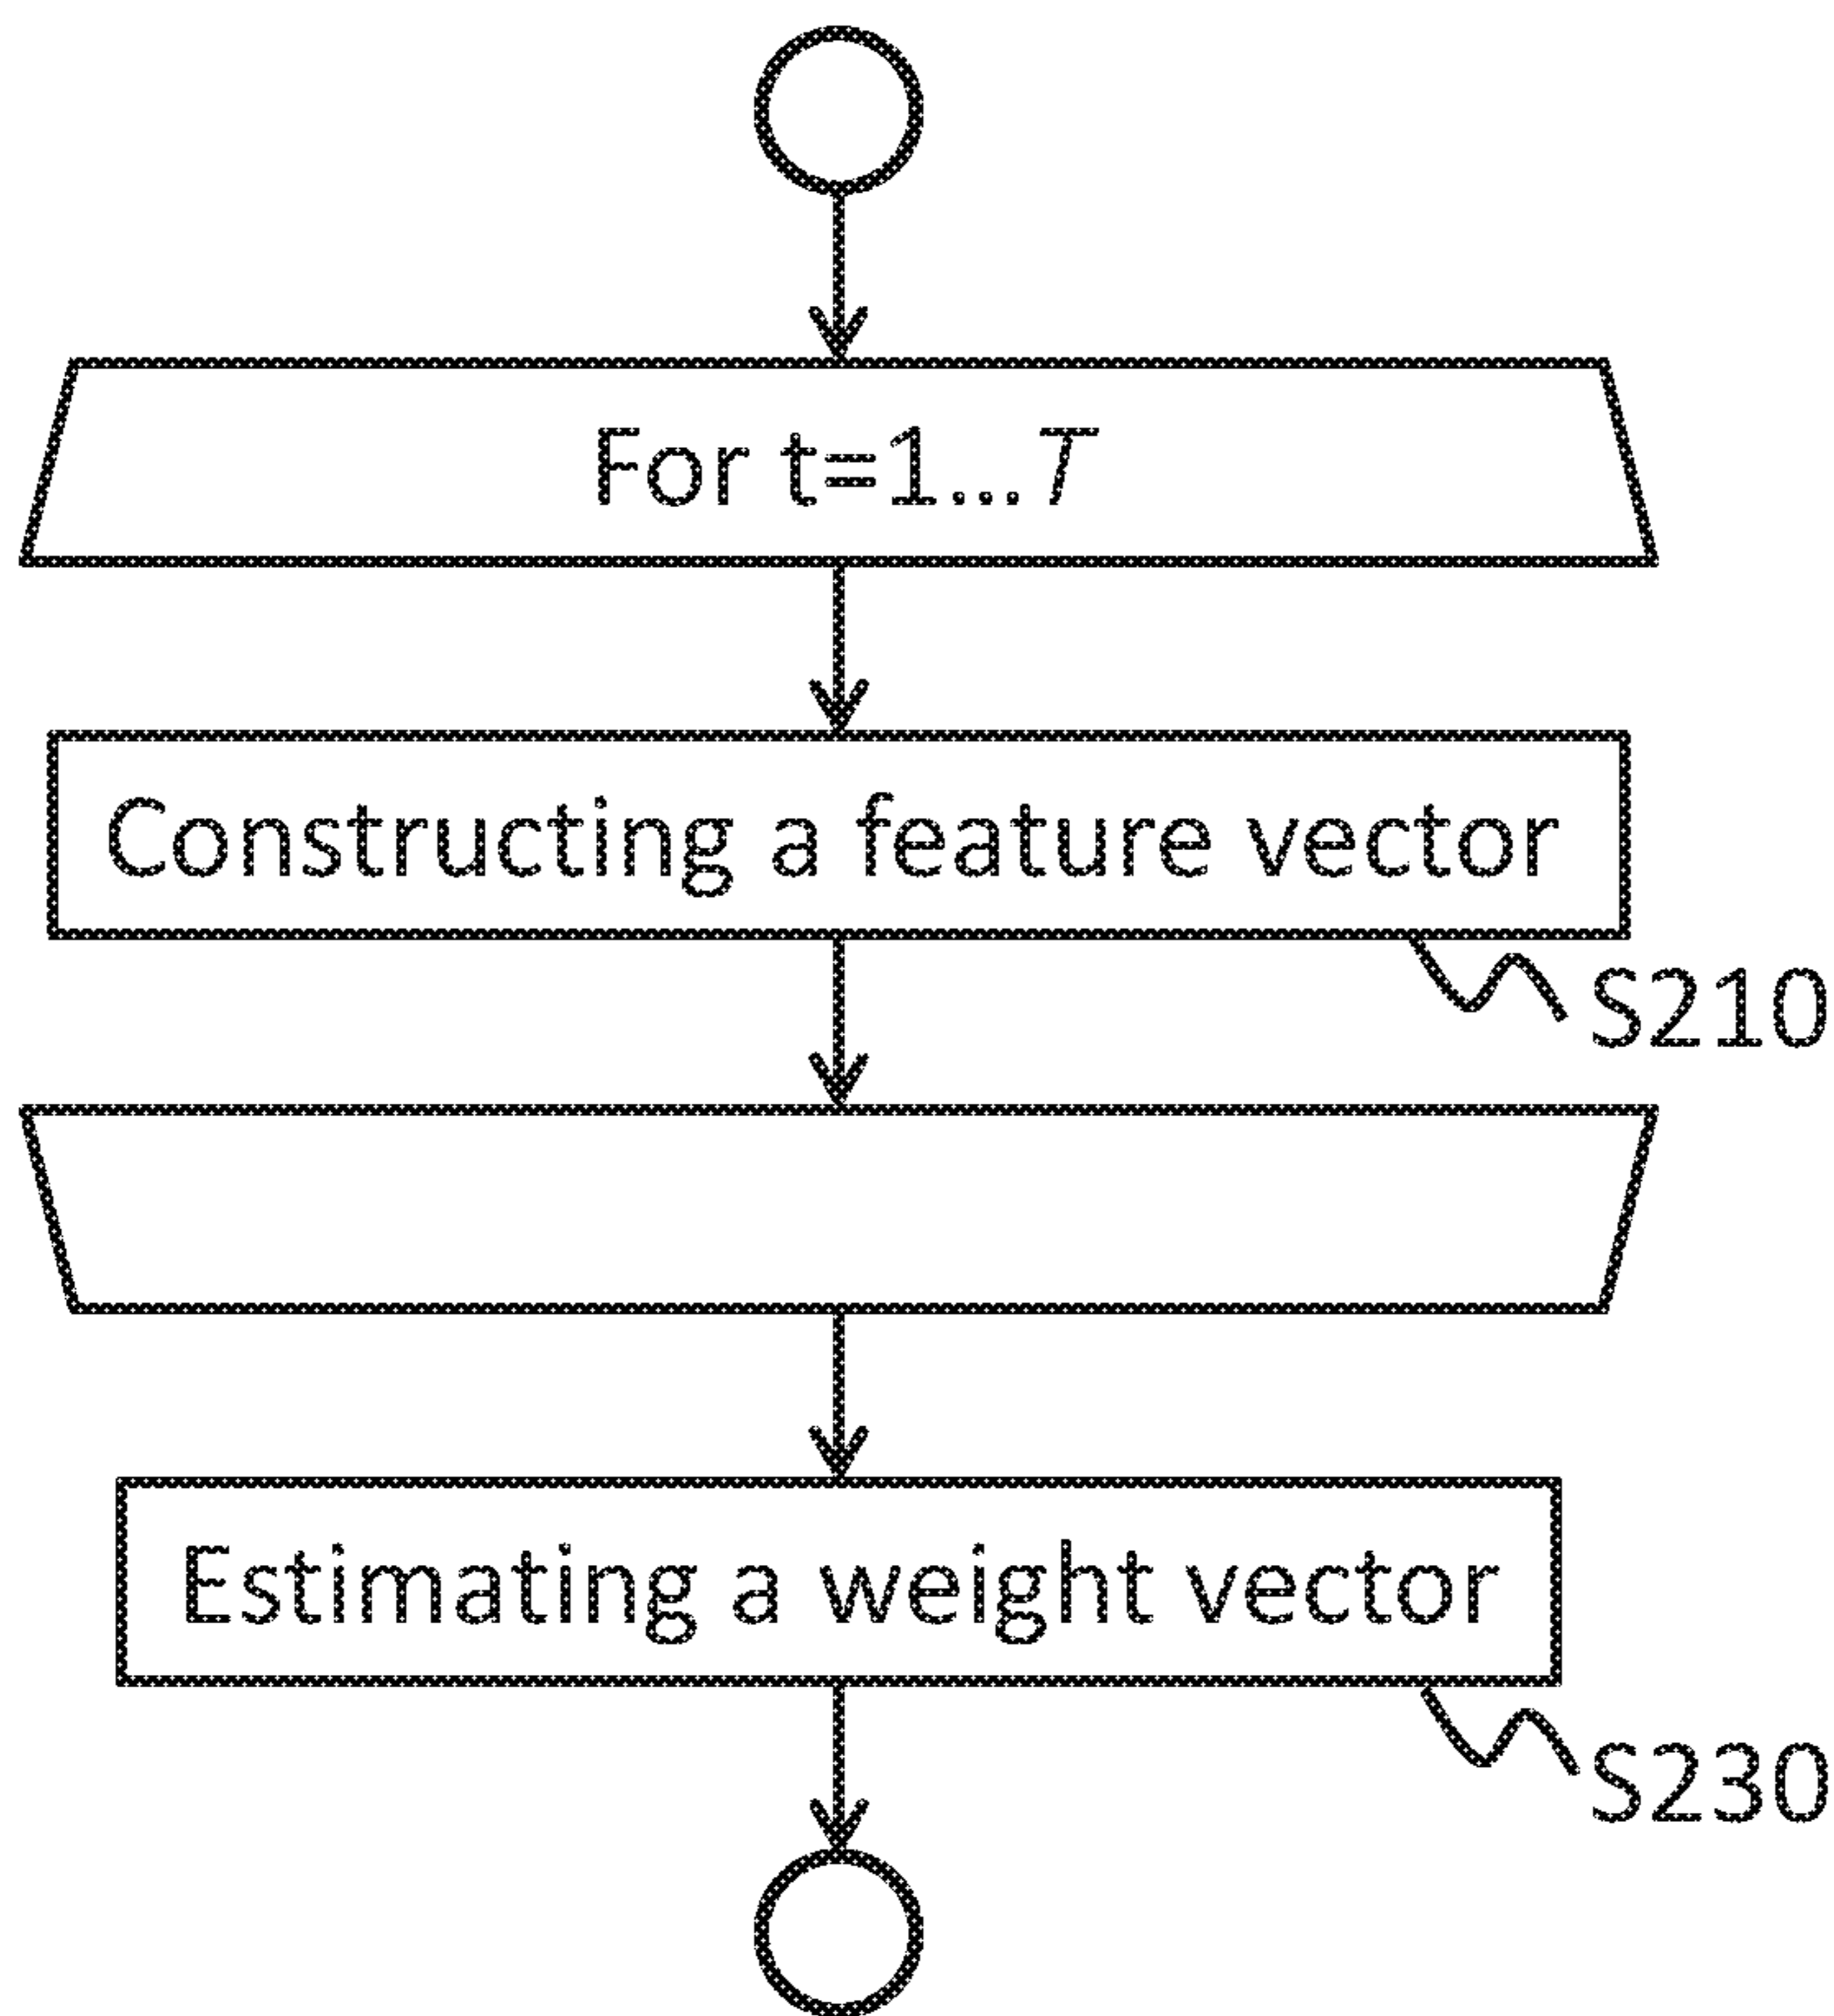 For t=1...T
Constructing a feature vector
S210
Estimating a weight vector
S230